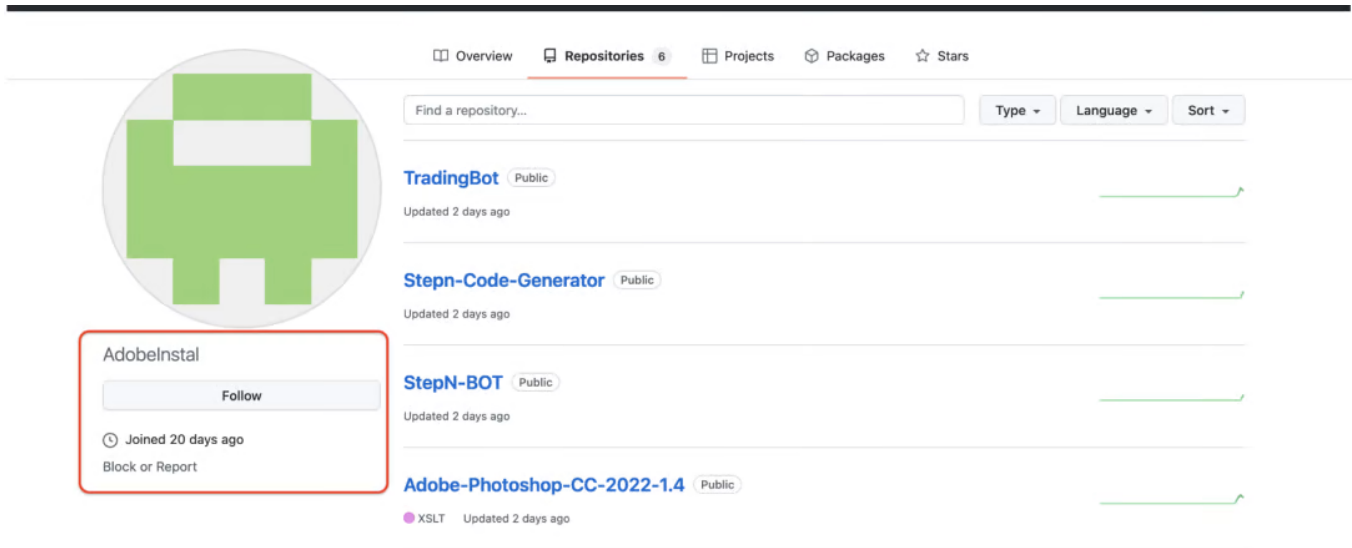 Overview Repositories 6 Projects Packages Stars
Find a repository... Type Language Sort
TradingBot Public
Updated 2 days ago
Stepn-Code-Generator Public
Updated 2 days ago
AdobeInstal
Follow
Joined 20 days ago
Block or Report
StepN-BOT Public
Updated 2 days ago
Adobe-Photoshop-CC-2022-1.4 Public
XSLT Updated 2 days ago